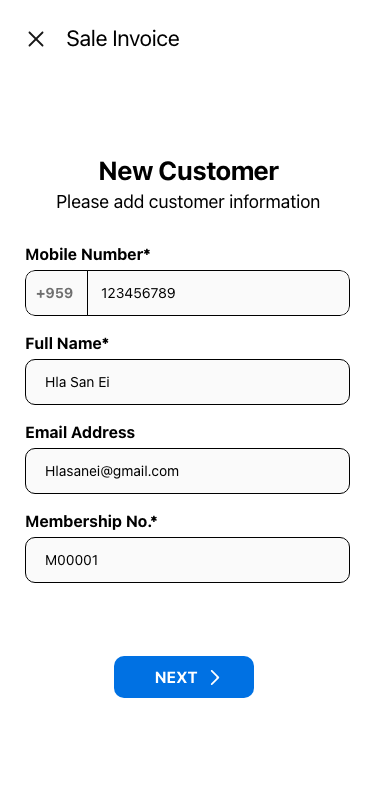 Sale Invoice
New Customer
Please add customer information
Mobile Number*
+959 123456789
Full Name*
Hla San Ei
Email Address
Hlasanei@gmail.com
Membership No.*
M00001
NEXT